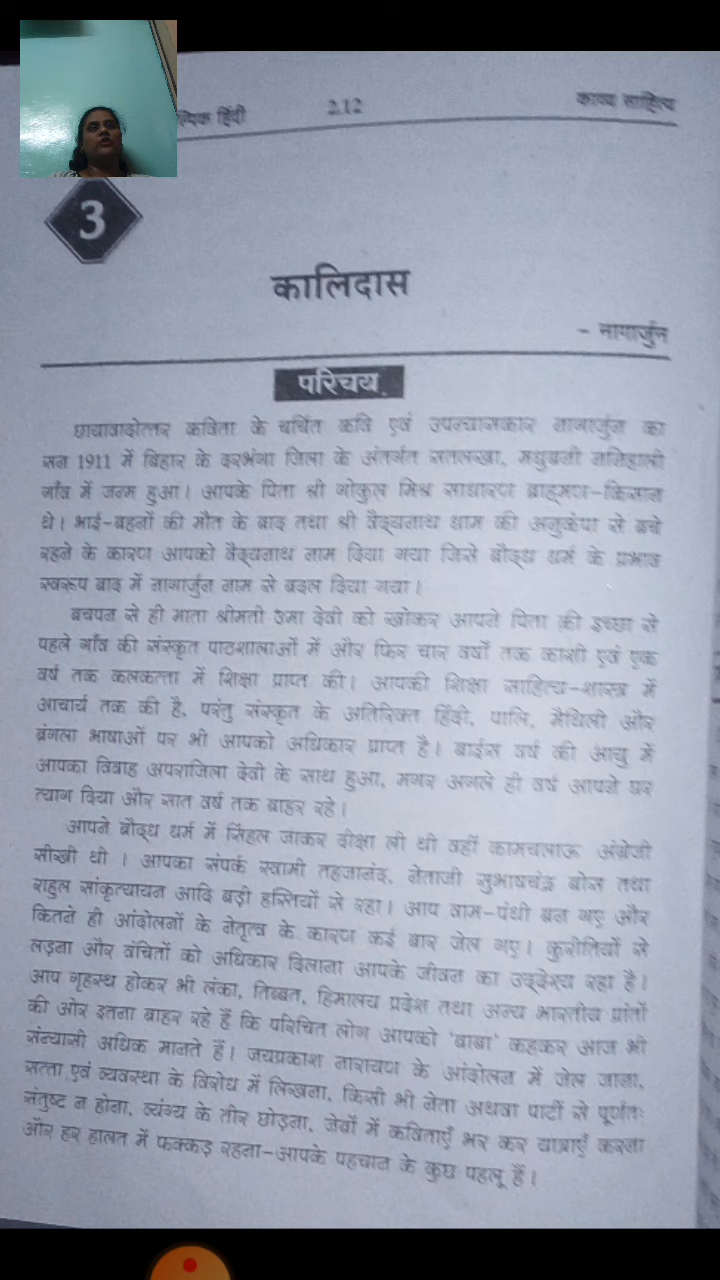 ल्पिक हिंदी 2.12 काव्य साहित्य
3
कालिदास
- नागार्जुन
परिचय
छायावादोत्तर कविता के चर्चित कवि एवं उपन्यासकार नागार्जुन का
सन 1911 में बिहार के दरभंगा जिला के अंतर्गत सतलखा, मधुबनी ननिहाली
गाँव में जन्म हुआ। आपके पिता श्री गोकुल मिश्र साधारण ब्राह्मण-किसान
थे। भाई-बहनों की मौत के बाद तथा श्री वैद्यनाथ धाम की अनुकंपा से बचे
रहने के कारण आपको वैद्यनाथ नाम दिया गया जिसे बौद्ध धर्म के प्रभाव
स्वरूप बाद में नागार्जुन नाम से बदल दिया गया।
बचपन से ही माता श्रीमती उमा देवी को खोकर आपने पिता की इच्छा से
पहले गाँव की संस्कृत पाठशालाओं में और फिर चार वर्षों तक काशी एवं एक
वर्ष तक कलकत्ता में शिक्षा प्राप्त की। आपकी शिक्षा साहित्य-शास्त्र में
आचार्य तक की है, परंतु संस्कृत के अतिरिक्त हिंदी, पालि, मैथिली और
बंगला भाषाओं पर भी आपको अधिकार प्राप्त है। बाईस वर्ष की आयु में
आपका विवाह अपराजिला देवी के साथ हुआ, मगर अगले ही वर्ष आपने घर
त्याग दिया और सात वर्ष तक बाहर रहे।
आपने बौद्ध धर्म में सिंहल जाकर दीक्षा ली थी वहीं कामचलाऊ अंग्रेजी
सीखी थी । आपका संपर्क स्वामी तहजानंद, नेताजी सुभाषचंद्र बोस तथा
राहुल सांकृत्यायन आदि बड़ी हस्तियों से रहा। आप वाम-पंथी बन गए और
कितने ही आंदोलनों के नेतृत्व के कारण कई बार जेल गए। कुरीतियों से
लड़ना और वंचितों को अधिकार दिलाना आपके जीवन का उद्देश्य रहा है।
आप गृहस्थ होकर भी लंका, तिब्बत, हिमालय प्रदेश तथा अन्य भारतीय प्रांतों
की ओर इतना बाहर रहे हैं कि परिचित लोग आपको 'बाबा' कहकर आज भी
संन्यासी अधिक मानते हैं। जयप्रकाश नारायण के आंदोलन में जेल जाना,
सत्ता एवं व्यवस्था के विरोध में लिखना, किसी भी नेता अथवा पार्टी से पूर्णतः
संतुष्ट न होना, व्यंग्य के तीर छोड़ना, जेबों में कविताएँ भर कर यात्राएँ करना
और हर हालत में फक्कड़ रहना-आपके पहचान के कुछ पहलू हैं।